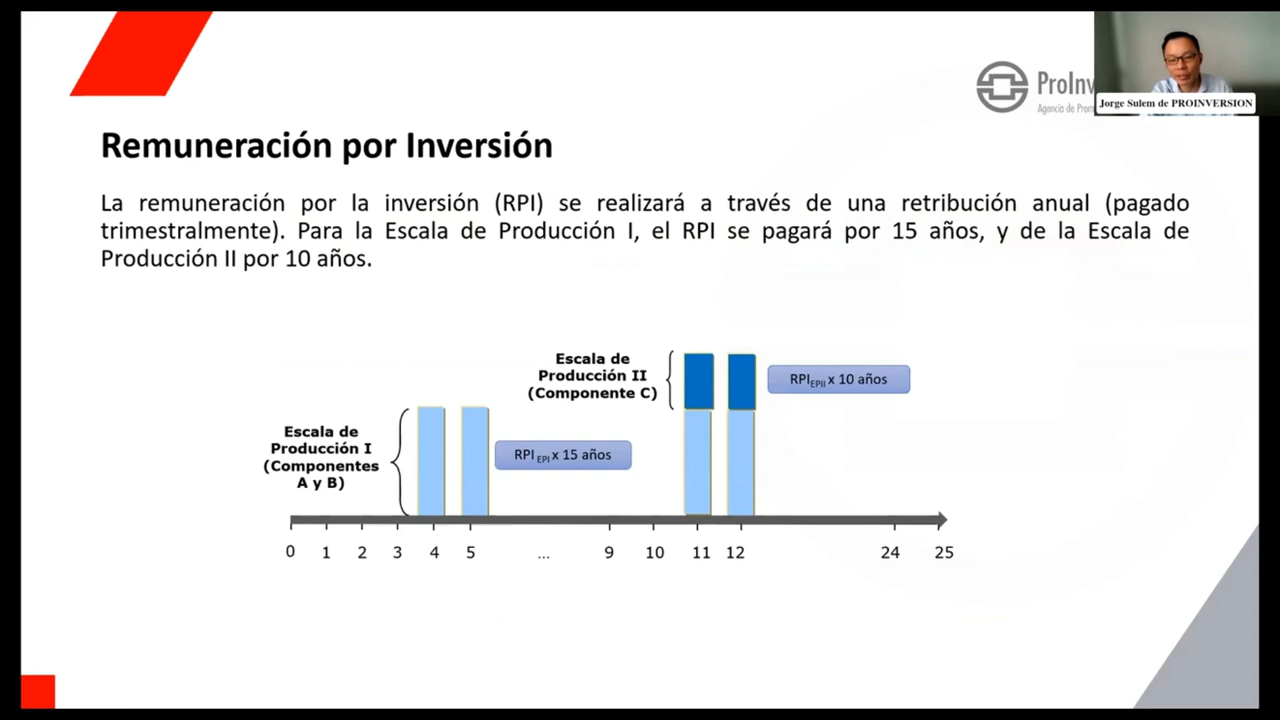 ProInv
Agencia de Prom
Jorge Sulem de PROINVERSION
Remuneración por Inversión
La remuneración por la inversión (RPI) se realizará a través de una retribución anual (pagado
trimestralmente). Para la Escala de Producción I, el RPI se pagará por 15 años, y de la Escala de
Producción II por 10 años.
Escala de
Producción II
(Componente C)
RPI EPII x 10 años
Escala de
Producción I
(Componentes
A y B)
RPI EPI x 15 años
0 1 2 3 4 5 ... 9 10 11 12 24 25